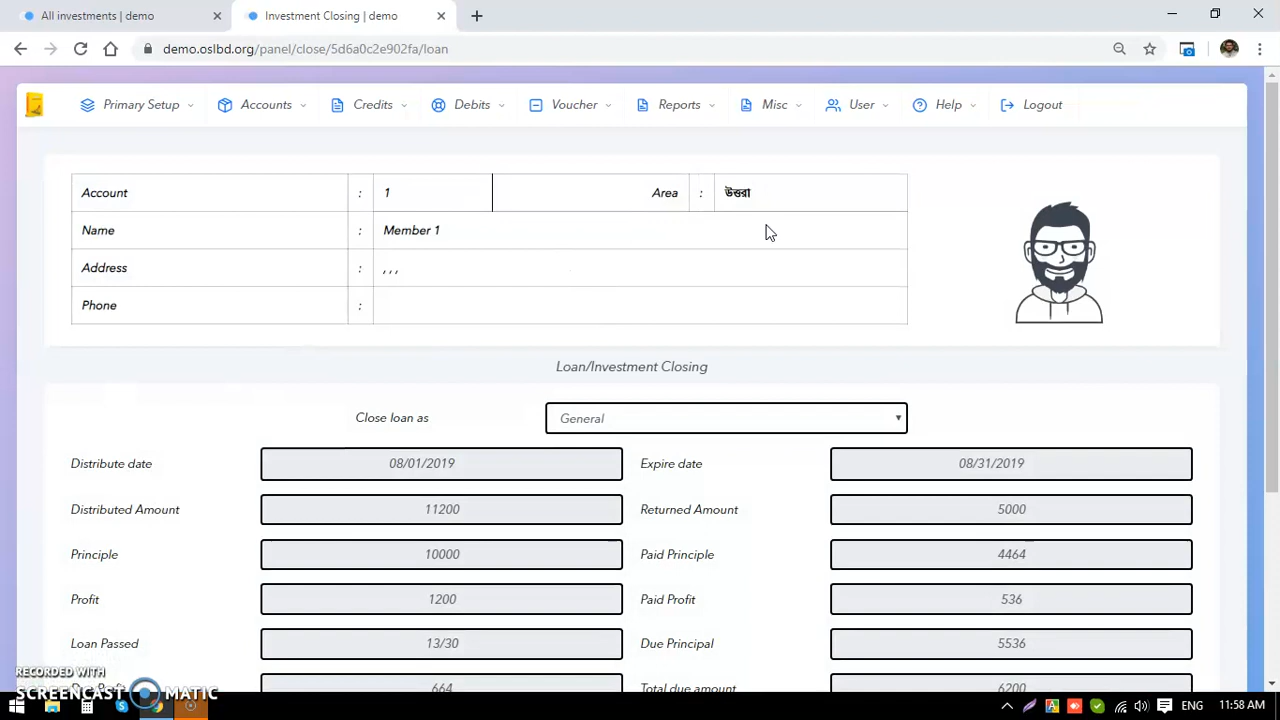 All investments | demo
Investment Closing | demo
demo.oslbd.org/panel/close/5d6a0c2e902fa/loan
Primary Setup Accounts Credits Debits Voucher Reports Misc User Help Logout
Account : 1 Area : উত্তরা
Name : Member 1
Address : , , ,
Phone :
Loan/Investment Closing
Close loan as General
Distribute date 08/01/2019 Expire date 08/31/2019
Distributed Amount 11200 Returned Amount 5000
Principle 10000 Paid Principle 4464
Profit 1200 Paid Profit 536
Loan Passed 13/30 Due Principal 5536
664 Total due amount 6200
RECORDED WITH
SCREENCAST MATIC
ENG 11:58 AM